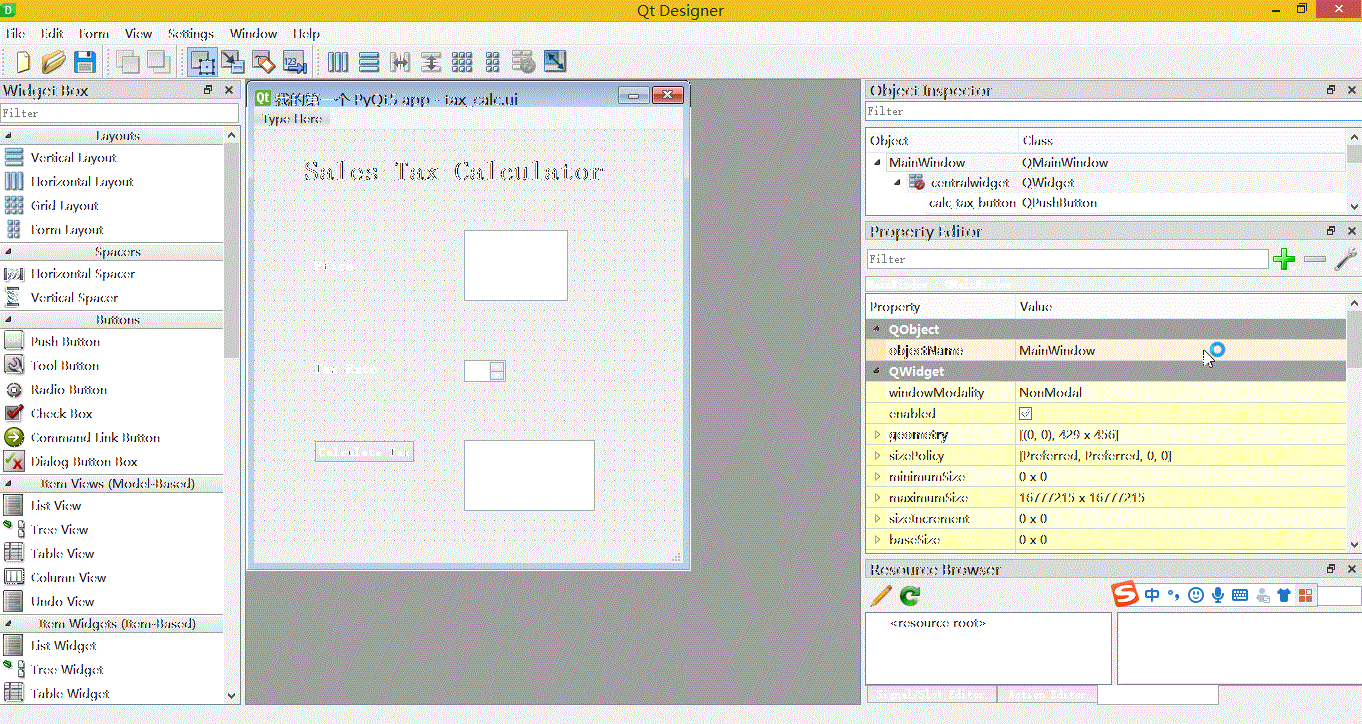 Qt Designer
File Edit Form View Settings Window Help
Widget Box
Filter
Layouts
Vertical Layout
Horizontal Layout
Grid Layout
Form Layout
Spacers
Horizontal Spacer
Vertical Spacer
Buttons
Push Button
Tool Button
Radio Button
Check Box
Command Link Button
Dialog Button Box
Item Views (Model-Based)
List View
Tree View
Table View
Column View
Undo View
Item Widgets (Item-Based)
List Widget
Tree Widget
Table Widget
我的第一个 PyQt5 app - tax_calc.ui
Type Here
Sales Tax Calculator
Calculate Tax
Object Inspector
Filter
Object Class
MainWindow QMainWindow
centralwidget QWidget
calc_tax_button QPushButton
Property Editor
Filter
Property Value
QObject
objectName MainWindow
QWidget
windowModality NonModal
enabled
geometry [(0, 0), 429 x 456]
sizePolicy [Preferred, Preferred, 0, 0]
minimumSize 0 x 0
maximumSize 16777215 x 16777215
sizeIncrement 0 x 0
baseSize 0 x 0
Resource Browser
中
<resource root>
Signal/Slot Editor Action Editor